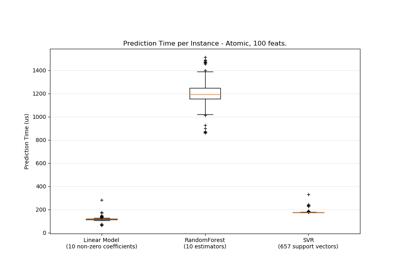 Prediction Time per Instance - Atomic, 100 feats.
Prediction Time (us)
1400
1200
1000
800
600
400
200
0
Linear Model
(10 non-zero coefficients)
RandomForest
(10 estimators)
SVR
(657 support vectors)